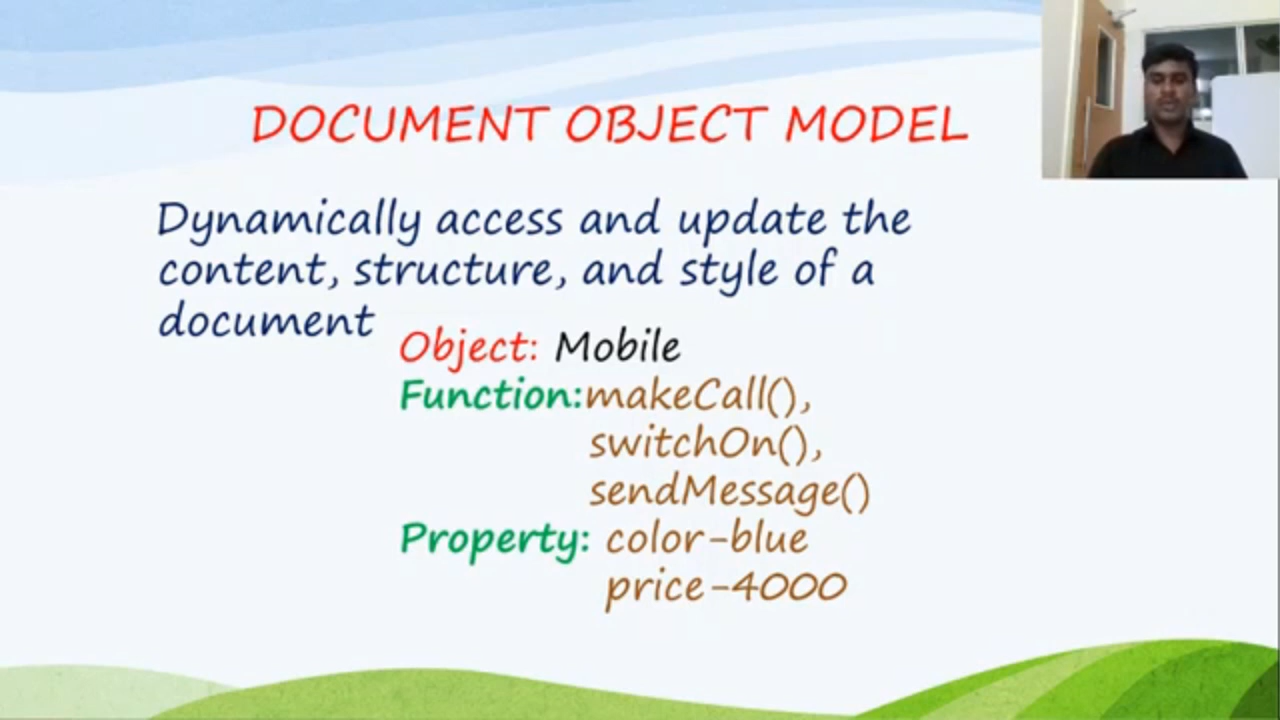 DOCUMENT OBJECT MODEL
Dynamically access and update the
content, structure, and style of a
document
Object: Mobile
Function:makeCall(),
switchOn(),
sendMessage()
Property: color-blue
price-4000